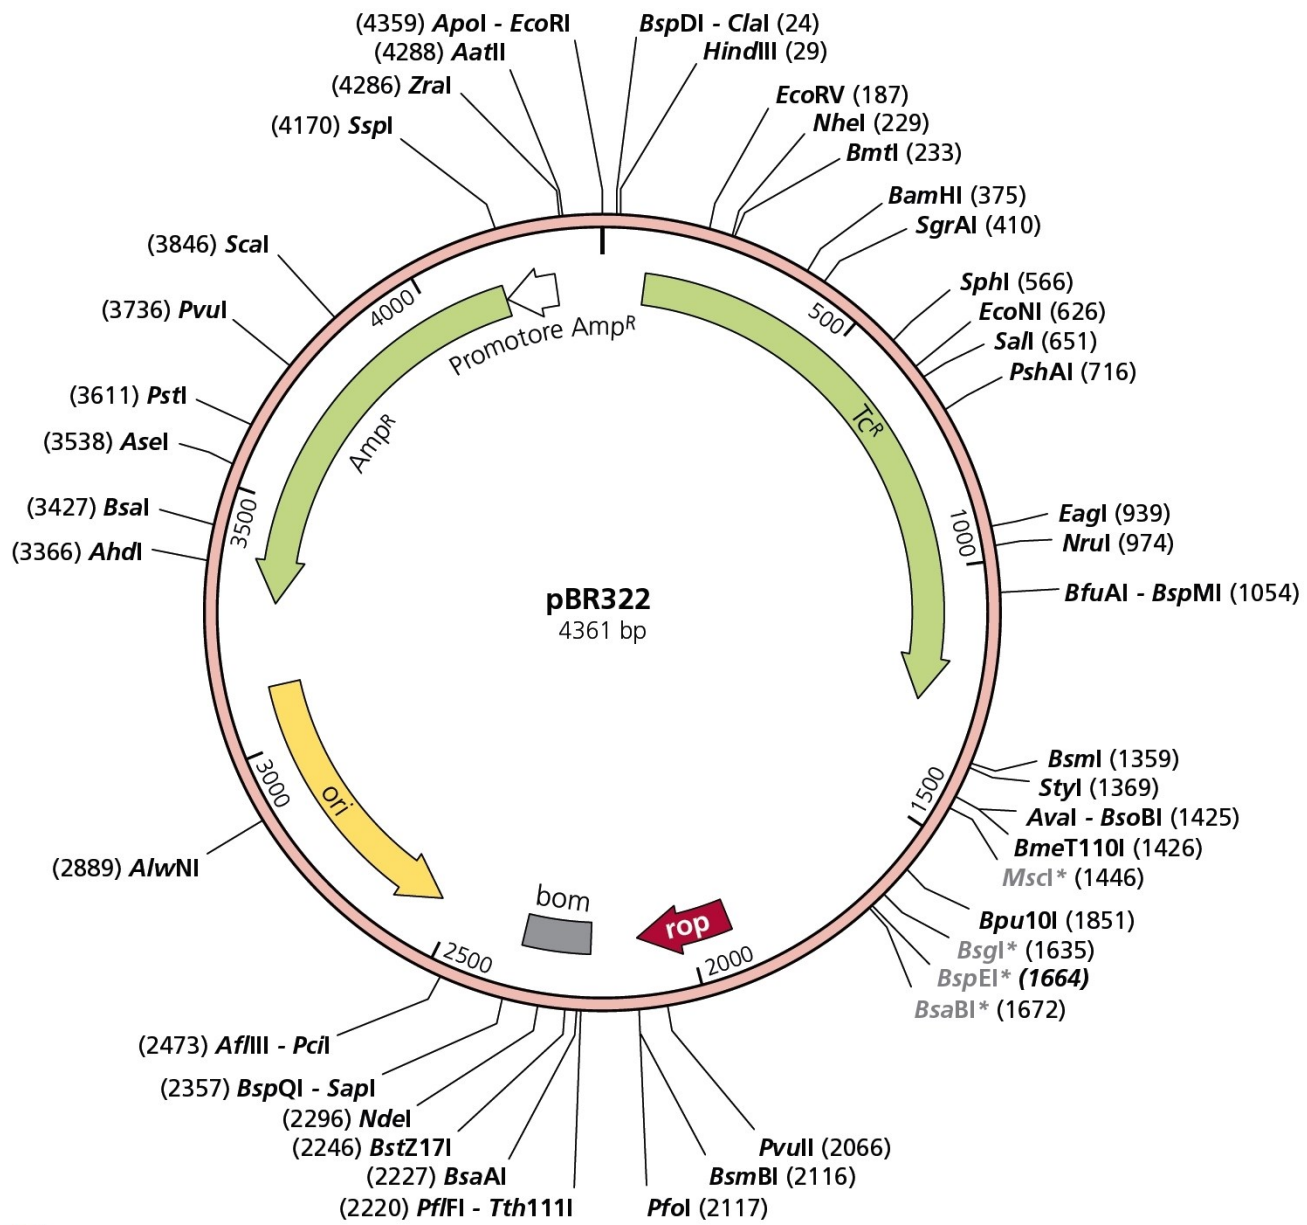 (4359) ApoI - EcoRI
(4288) AatII
(4286) ZraI
(4170) SspI
(3846) ScaI
(3736) PvuI
(3611) PstI
(3538) AseI
(3427) BsaI
(3366) AhdI
(2889) AlwNI
(2473) AflIII - PciI
(2357) BspQI - SapI
(2296) NdeI
(2246) BstZ17I
(2227) BsaAI
(2220) PflFI - Tth111I
BspDI - ClaI (24)
HindIII (29)
EcoRV (187)
NheI (229)
BmtI (233)
BamHI (375)
SgrAI (410)
SphI (566)
EcoNI (626)
SalI (651)
PshAI (716)
EagI (939)
NruI (974)
BfuAI - BspMI (1054)
BsmI (1359)
StyI (1369)
AvaI - BsoBI (1425)
BmeT110I (1426)
MscI* (1446)
Bpu10I (1851)
BsgI* (1635)
BspEI* (1664)
BsaBI* (1672)
PvuII (2066)
BsmBI (2116)
PfoI (2117)
500
1000
1500
2000
2500
3000
3500
4000
Promotore AmpR
AmpR
TcR
pBR322
4361 bp
ori
bom
rop